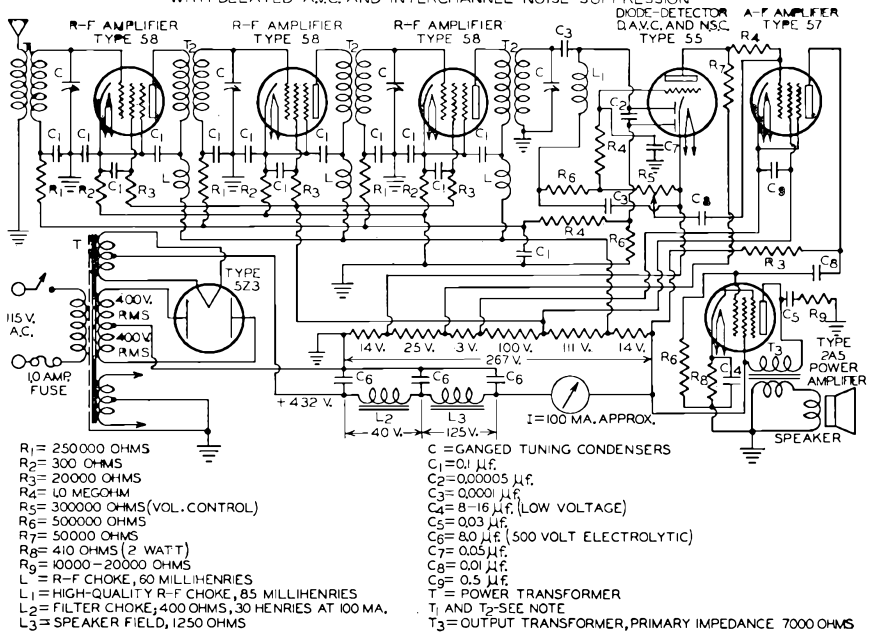 WITH DELAYED A.V.C. AND INTERCHANNEL NOISE SUPPRESSION
R-F AMPLIFIER
TYPE 58
R-F AMPLIFIER
TYPE 58
R-F AMPLIFIER
TYPE 58
DIODE-DETECTOR
D.A.V.C. AND N.S.C.
TYPE 55
A-F AMPLIFIER
TYPE 57
T2 T2 T2
C C C C
C3 L1 C2 R7 R4
C1 C1 C1 C1 C1 C1 C1 C1 C1
R4 C7
R1 R2 C1 R3 L R1 R2 C1 R3 L R1 R2 C1 R3 L
R6 C3 R5 C8 C9
R4 R6 C1
R3 C8
T
TYPE
5Z3
115 V.
A.C.
400 V.
RMS
400 V.
RMS
1.0 AMP.
FUSE
14 V. 25 V. 3 V. 100 V. 111 V. 14 V.
267 V.
C6 C6 C6
+432 V.
L2 L3
40 V. 125 V.
I=100 MA. APPROX.
R6 R8 C4
C5 R9
T3
TYPE
2A5
POWER
AMPLIFIER
SPEAKER
R1= 250000 OHMS
R2= 300 OHMS
R3= 20000 OHMS
R4= 1.0 MEGOHM
R5= 300000 OHMS (VOL. CONTROL)
R6= 500000 OHMS
R7= 50000 OHMS
R8= 410 OHMS (2 WATT)
R9= 10000-20000 OHMS
L = R-F CHOKE, 60 MILLIHENRIES
L1= HIGH-QUALITY R-F CHOKE, 85 MILLIHENRIES
L2= FILTER CHOKE; 400 OHMS, 30 HENRIES AT 100 MA.
L3= SPEAKER FIELD, 1250 OHMS
C = GANGED TUNING CONDENSERS
C1= 0.1 μf.
C2= 0.00005 μf.
C3= 0.0001 μf.
C4= 8-16 μf. (LOW VOLTAGE)
C5= 0.03 μf.
C6= 8.0 μf. (500 VOLT ELECTROLYTIC)
C7= 0.05 μf.
C8= 0.01 μf.
C9= 0.5 μf.
T = POWER TRANSFORMER
T1 AND T2-SEE NOTE
T3= OUTPUT TRANSFORMER, PRIMARY IMPEDANCE 7000 OHMS